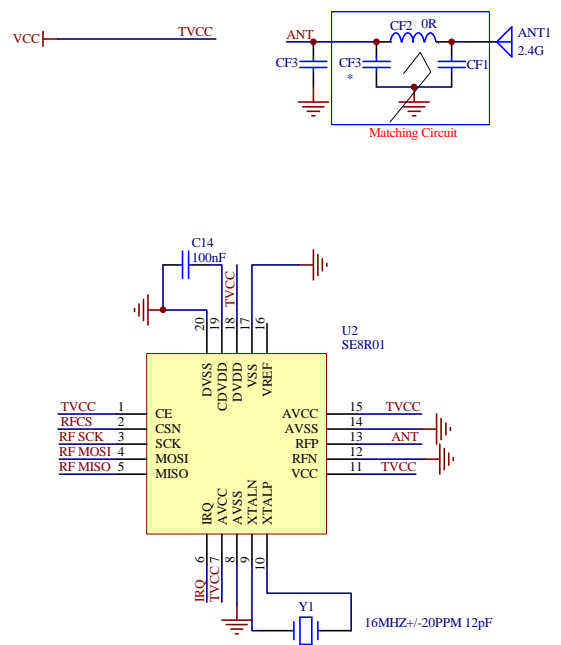 VCC
TVCC
ANT
CF2 0R
ANT1
CF3
CF3
CF1
2.4G
*
Matching Circuit
C14
100nF
TVCC
20
19
18
17
16
U2
SE8R01
DVSS
CDVDD
DVDD
VSS
VREF
TVCC 1 CE
RFCS 2 CSN
RF SCK 3 SCK
RF MOSI 4 MOSI
RF MISO 5 MISO
AVCC 15 TVCC
AVSS 14
RFP 13 ANT
RFN 12
VCC 11 TVCC
IRQ
AVCC
AVSS
XTALN
XTALP
6
7
8
9
10
IRQ
TVCC
Y1
16MHZ+/-20PPM 12pF